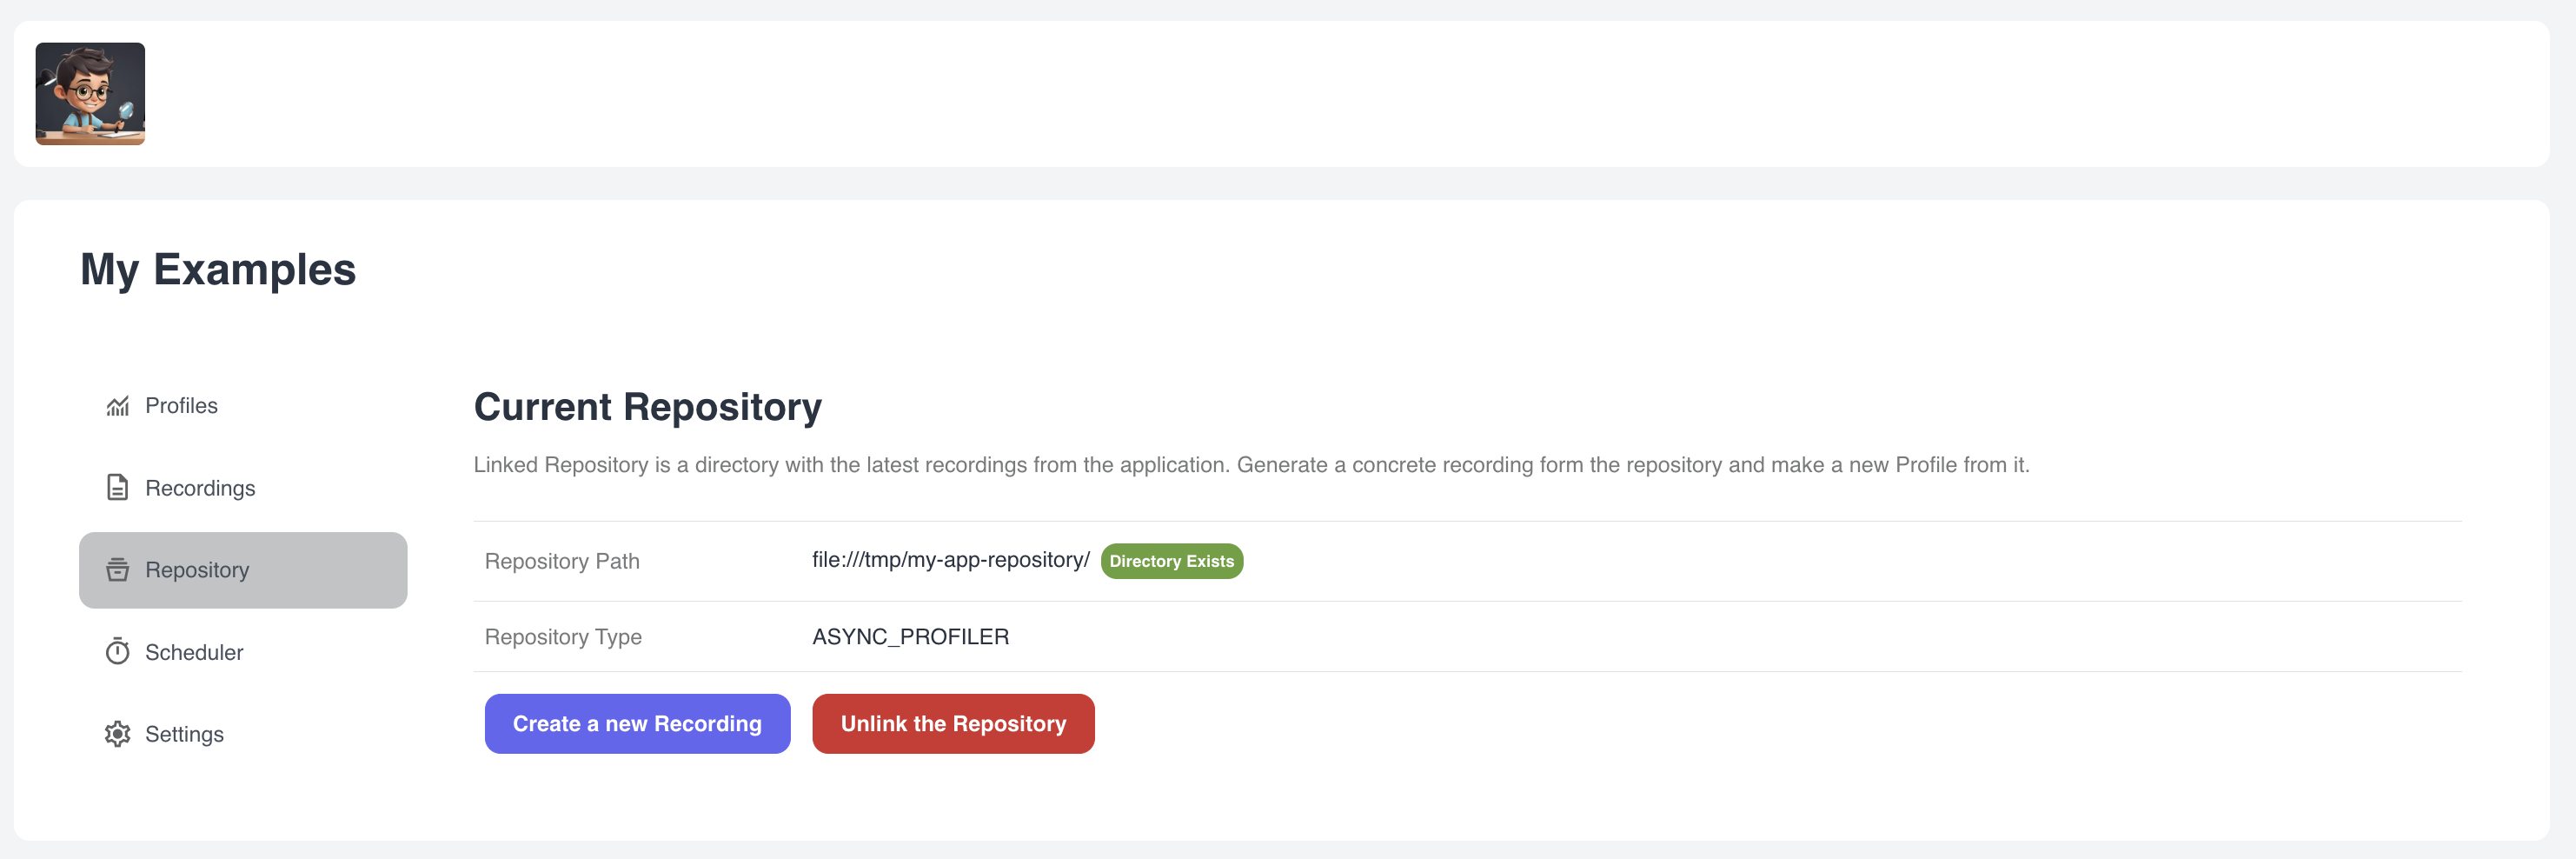 My Examples
Profiles
Recordings
Repository
Scheduler
Settings
Current Repository
Linked Repository is a directory with the latest recordings from the application. Generate a concrete recording form the repository and make a new Profile from it.
Repository Path file:///tmp/my-app-repository/ Directory Exists
Repository Type ASYNC_PROFILER
Create a new Recording Unlink the Repository